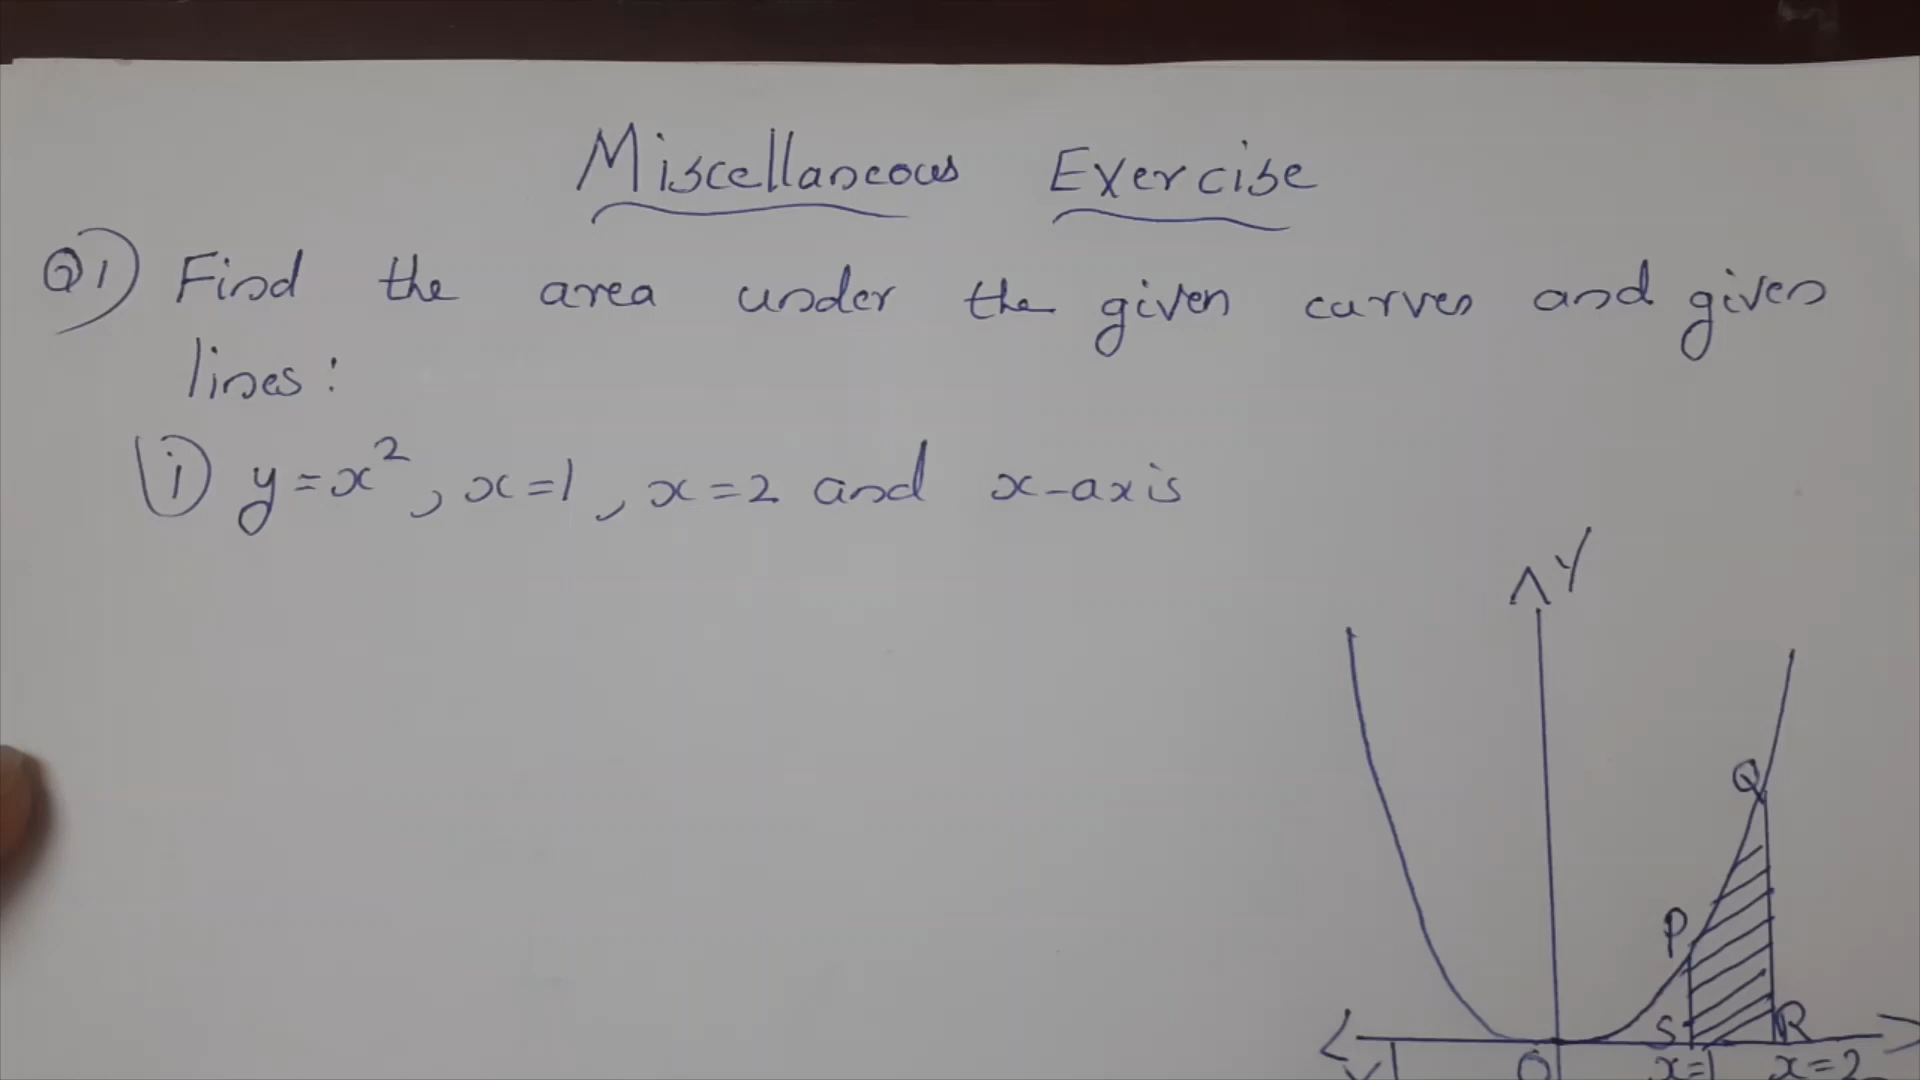 Miscellaneous Exercise
Q1) Find the area under the given curves and given
lines:
(i) y=x², x=1, x=2 and x-axis
Y
Q
P
S R
O x=1 x=2